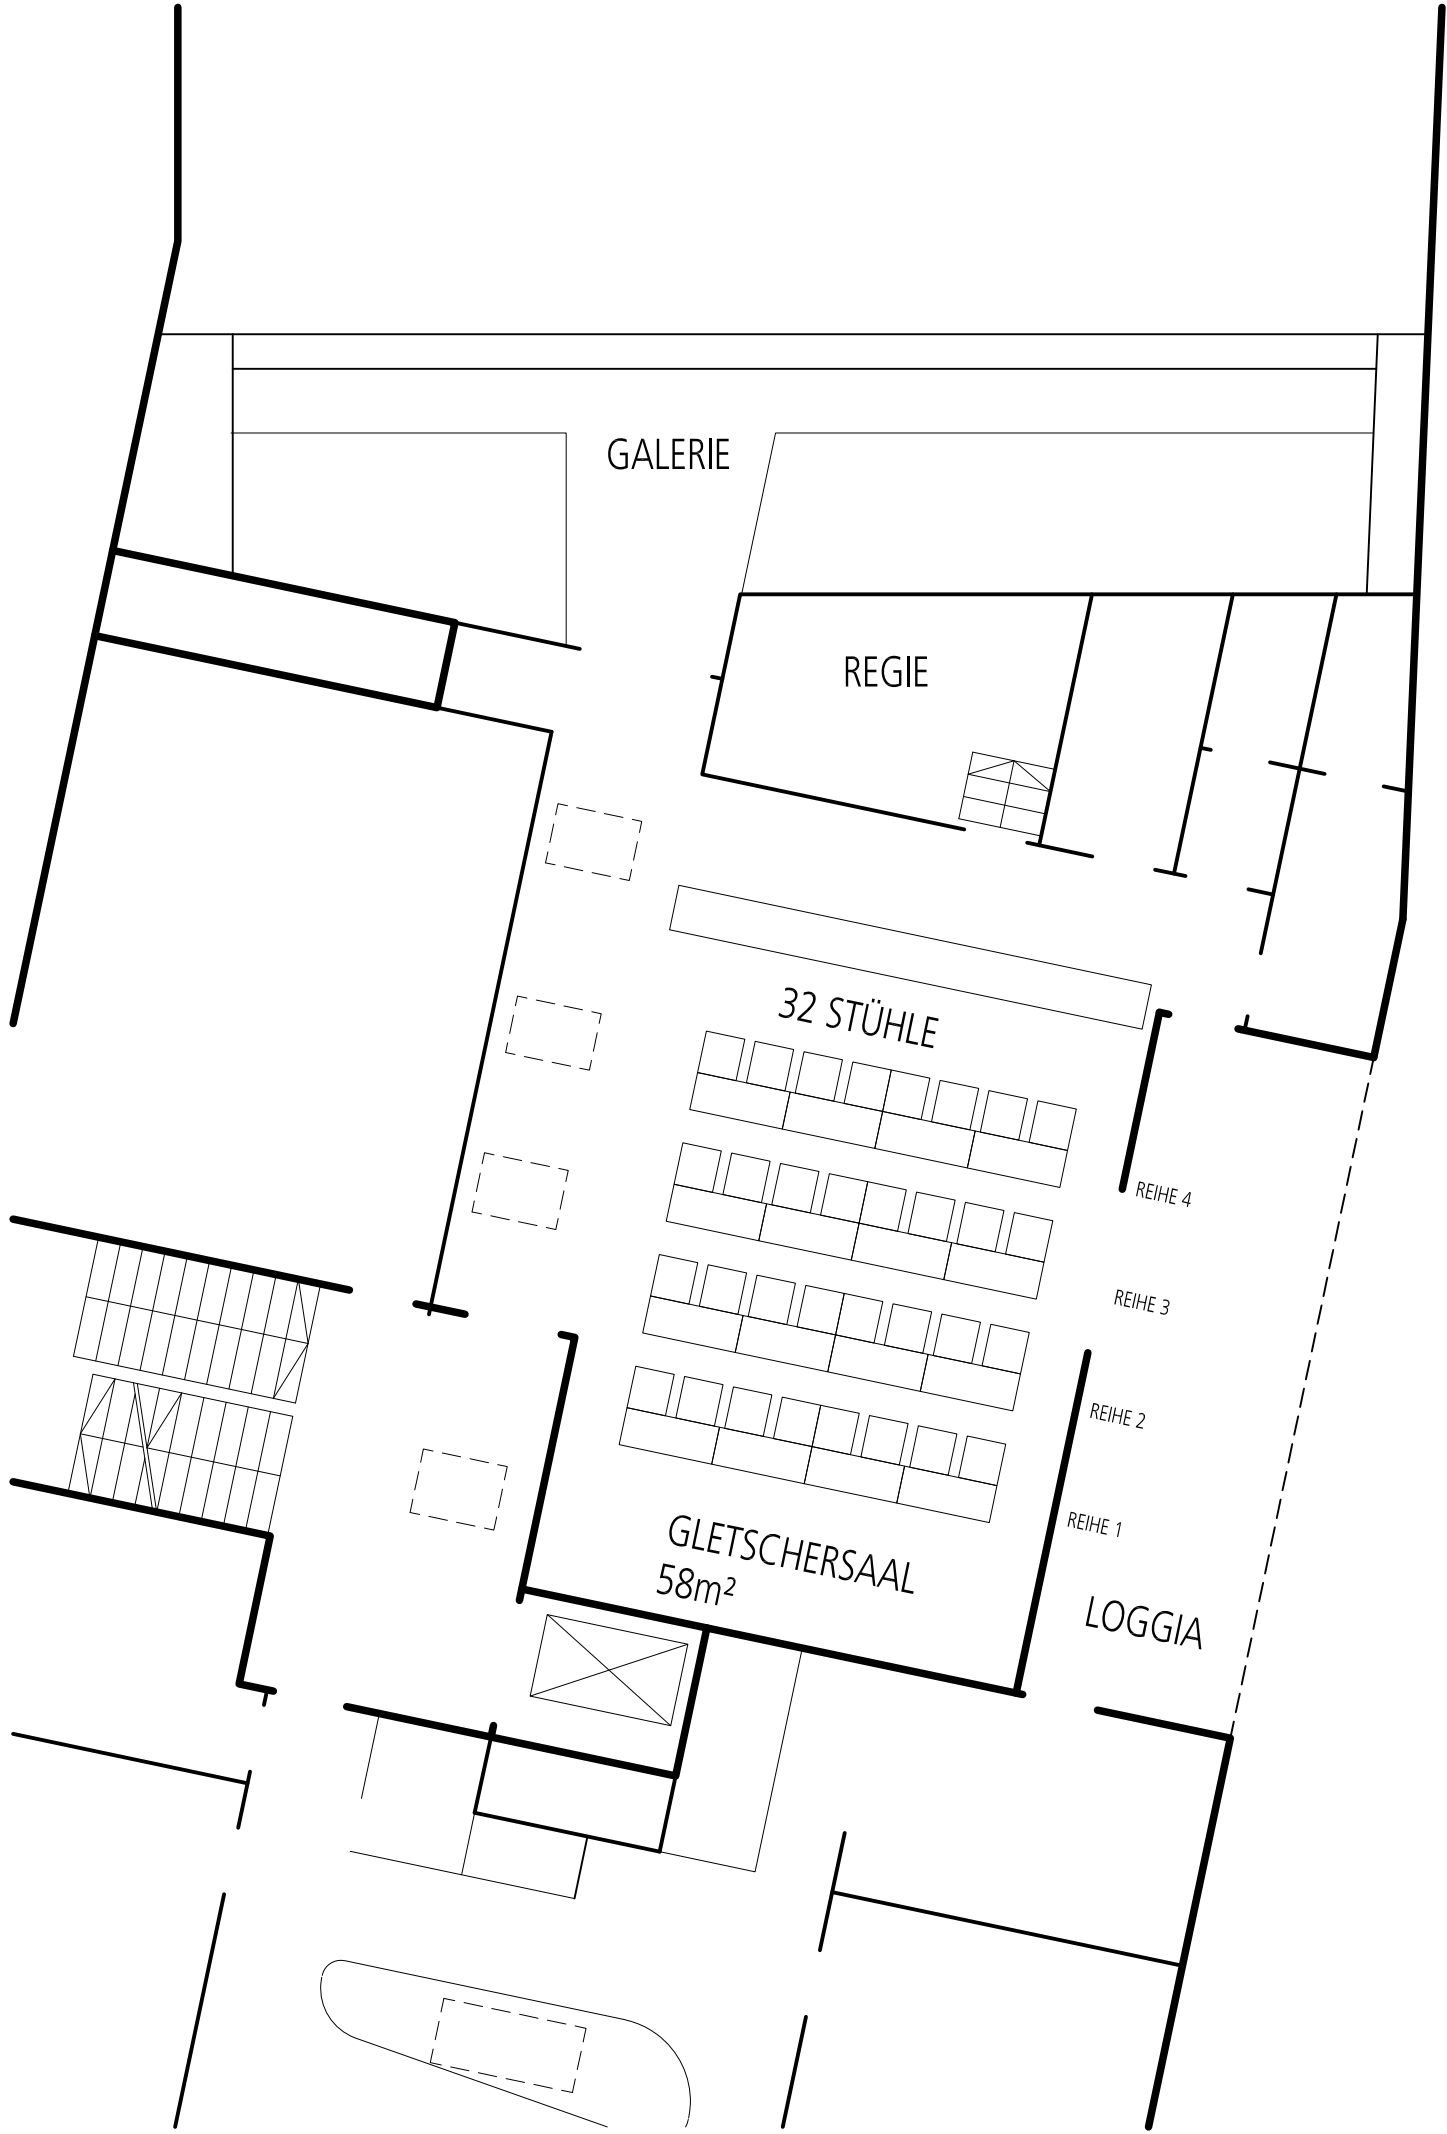 GALERIE
REGIE
32 STÜHLE
REIHE 4
REIHE 3
REIHE 2
REIHE 1
GLETSCHERSAAL
58m²
LOGGIA